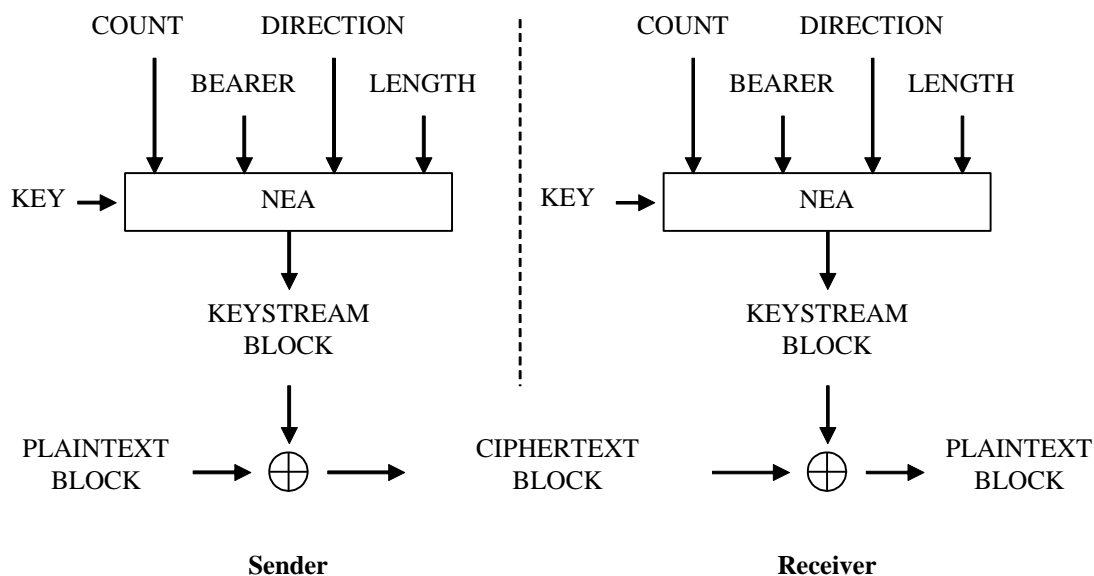 COUNT DIRECTION COUNT DIRECTION
BEARER LENGTH BEARER LENGTH
KEY NEA KEY NEA
KEYSTREAM KEYSTREAM
BLOCK BLOCK
PLAINTEXT CIPHERTEXT PLAINTEXT
BLOCK BLOCK BLOCK
Sender Receiver